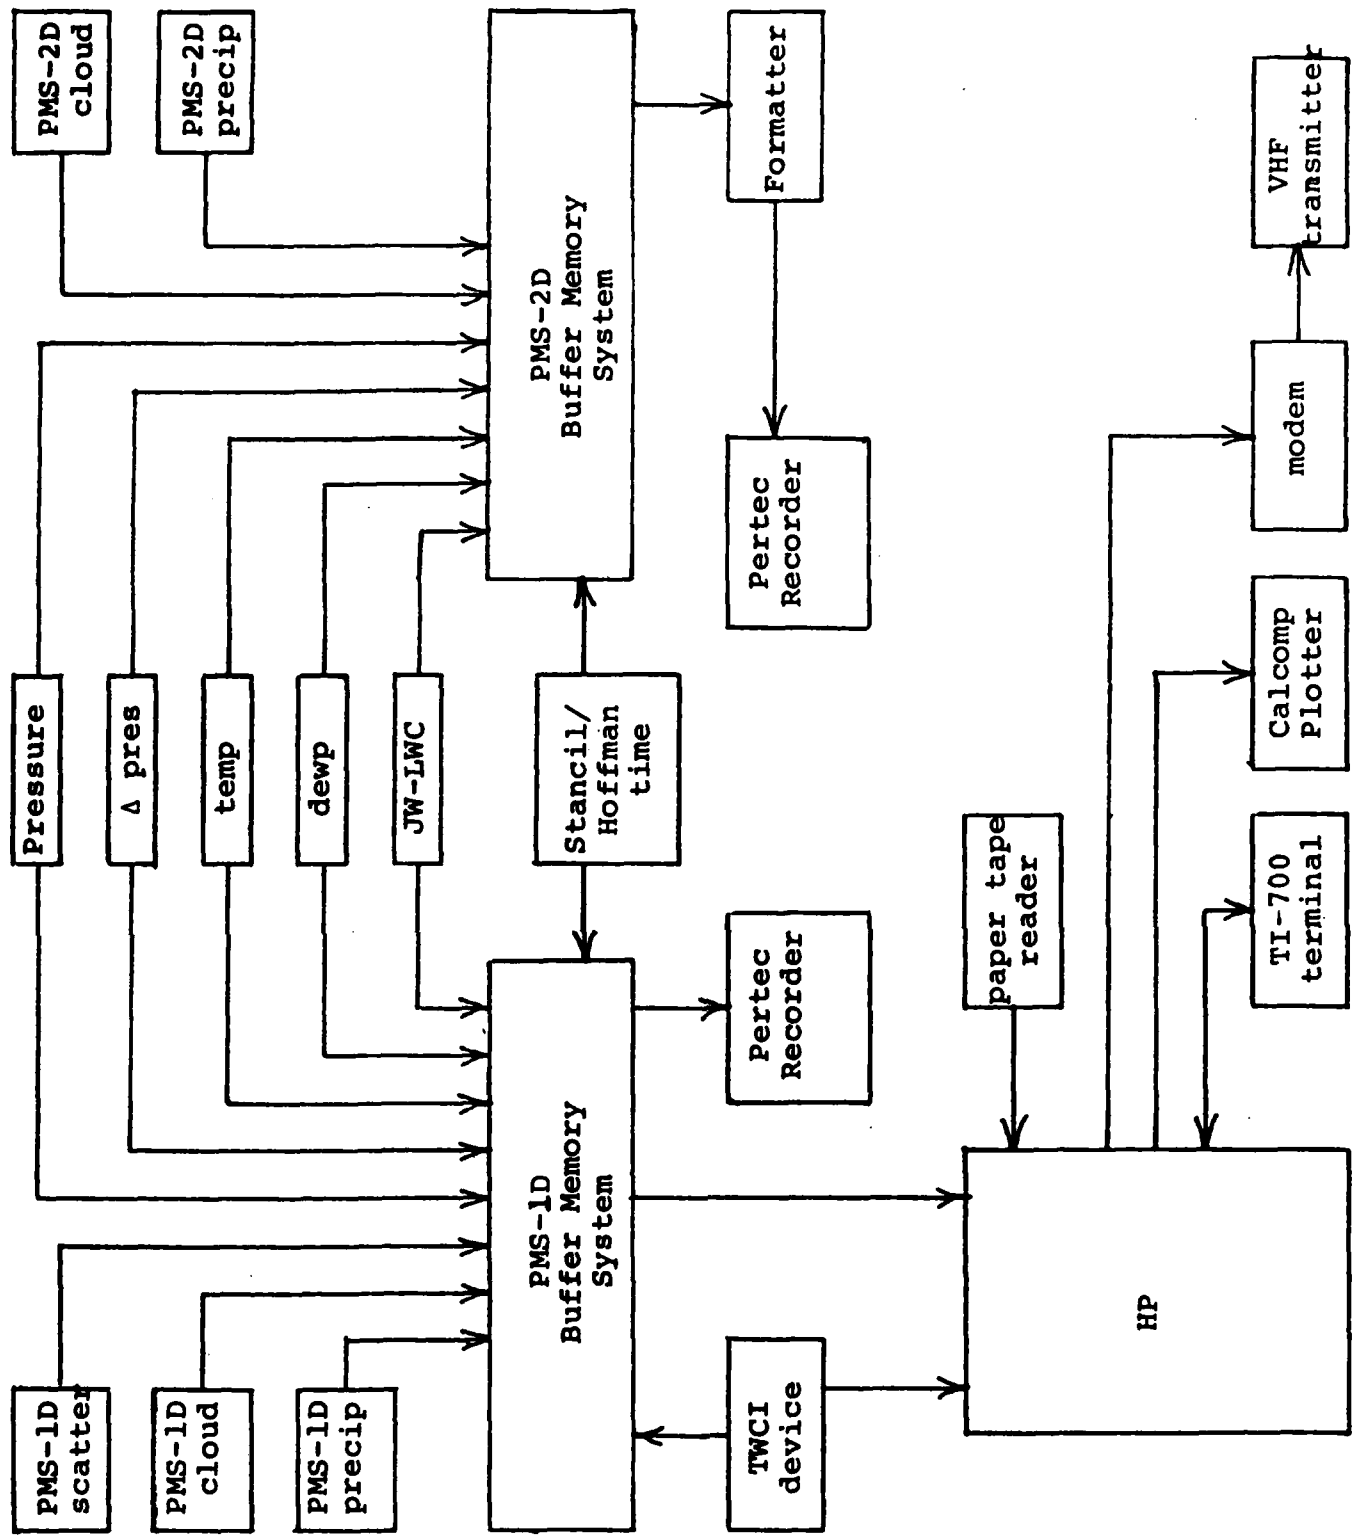 PMS-1D
scatter
PMS-1D
cloud
PMS-1D
precip
Pressure
Δ pres
temp
dewp
JW-LWC
Stancil/
Hoffman
time
PMS-2D
cloud
PMS-2D
precip
PMS-1D
Buffer Memory
System
PMS-2D
Buffer Memory
System
TWCI
device
Pertec
Recorder
Pertec
Recorder
Formatter
HP
paper tape
reader
TI-700
terminal
Calcomp
Plotter
modem
VHF
transmitter